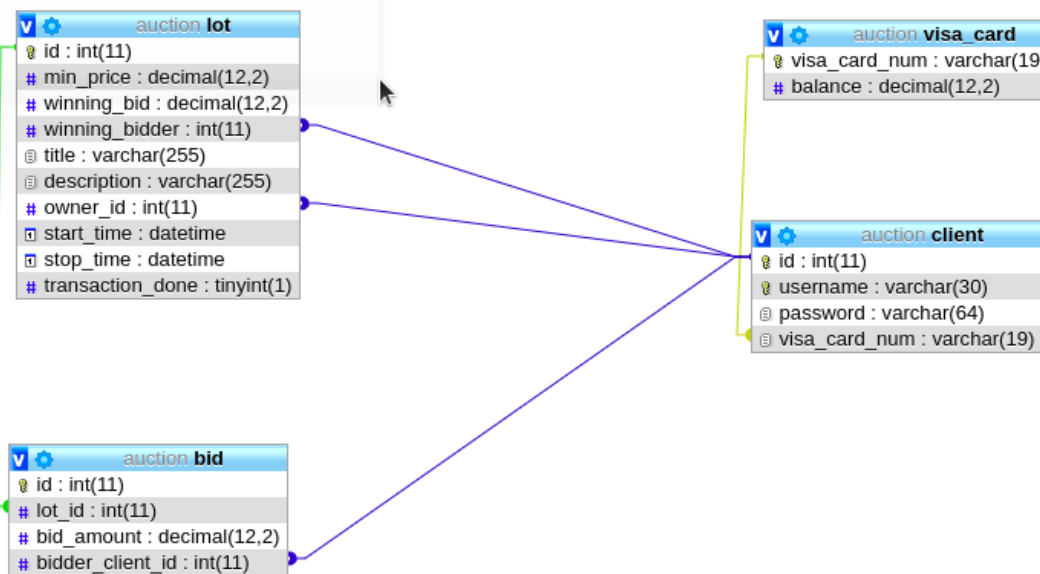 v auction lot
id : int(11)
# min_price : decimal(12,2)
# winning_bid : decimal(12,2)
# winning_bidder : int(11)
title : varchar(255)
description : varchar(255)
# owner_id : int(11)
start_time : datetime
stop_time : datetime
# transaction_done : tinyint(1)
v auction visa_card
visa_card_num : varchar(19
# balance : decimal(12,2)
v auction client
id : int(11)
username : varchar(30)
password : varchar(64)
visa_card_num : varchar(19)
v auction bid
id : int(11)
# lot_id : int(11)
# bid_amount : decimal(12,2)
# bidder_client_id : int(11)